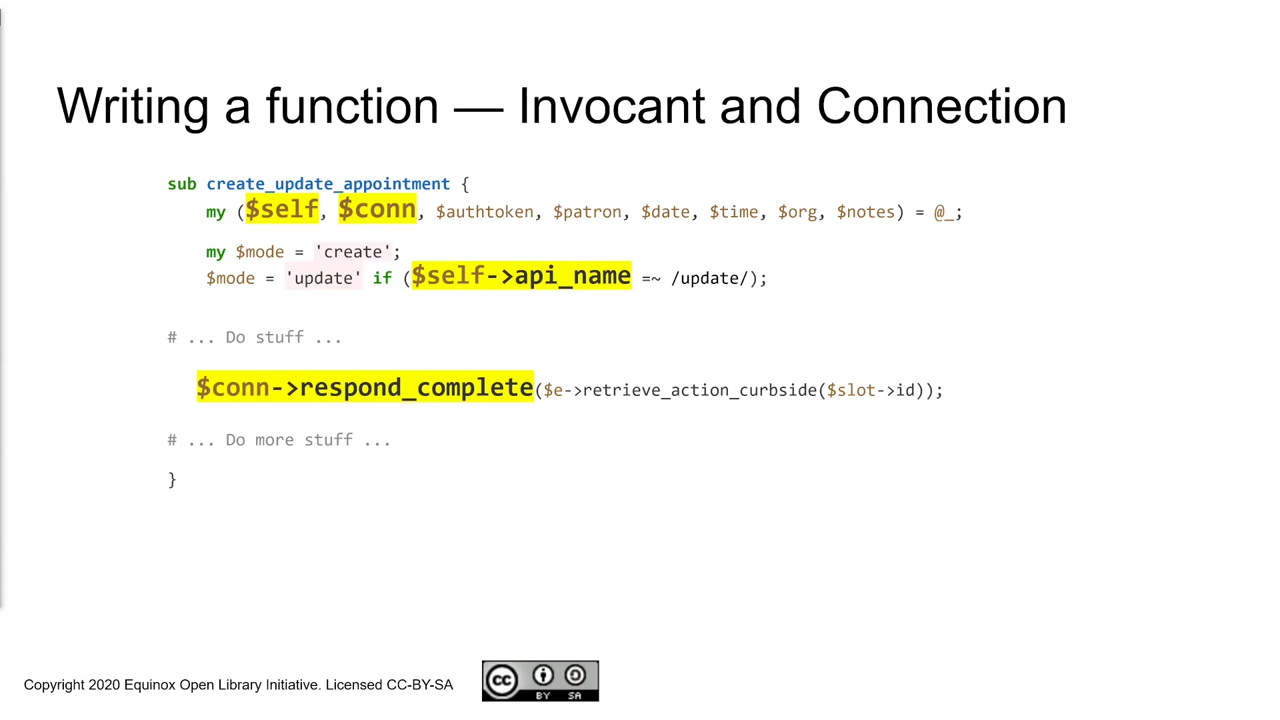 Writing a function — Invocant and Connection
sub create_update_appointment {
my ($self, $conn, $authtoken, $patron, $date, $time, $org, $notes) = @_;
my $mode = 'create';
$mode = 'update' if ($self->api_name =~ /update/);
# ... Do stuff ...
$conn->respond_complete($e->retrieve_action_curbside($slot->id));
# ... Do more stuff ...
}
Copyright 2020 Equinox Open Library Initiative. Licensed CC-BY-SA
cc BY SA